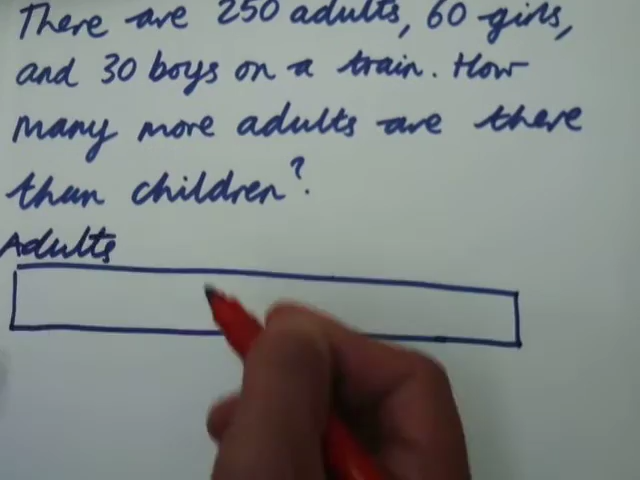 There are 250 adults, 60 girls,
and 30 boys on a train. How
many more adults are there
than children?
Adults